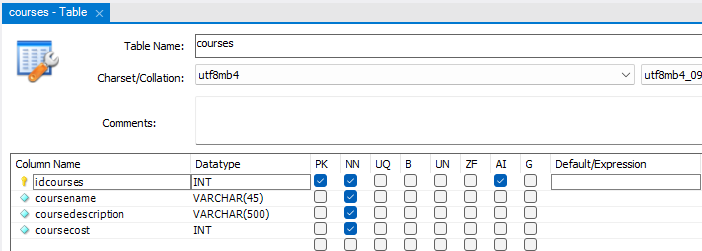 courses - Table ×
Table Name: courses
Charset/Collation: utf8mb4 utf8mb4_09
Comments:
Column Name Datatype PK NN UQ B UN ZF AI G Default/Expression
idcourses INT
coursename VARCHAR(45)
coursedescription VARCHAR(500)
coursecost INT